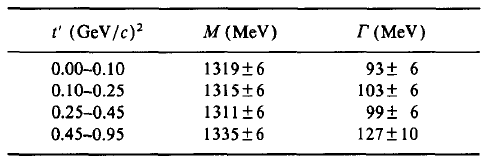 t′ (GeV/c)² M (MeV) Γ (MeV)
0.00–0.10 1319±6 93± 6
0.10–0.25 1315±6 103± 6
0.25–0.45 1311±6 99± 6
0.45–0.95 1335±6 127±10